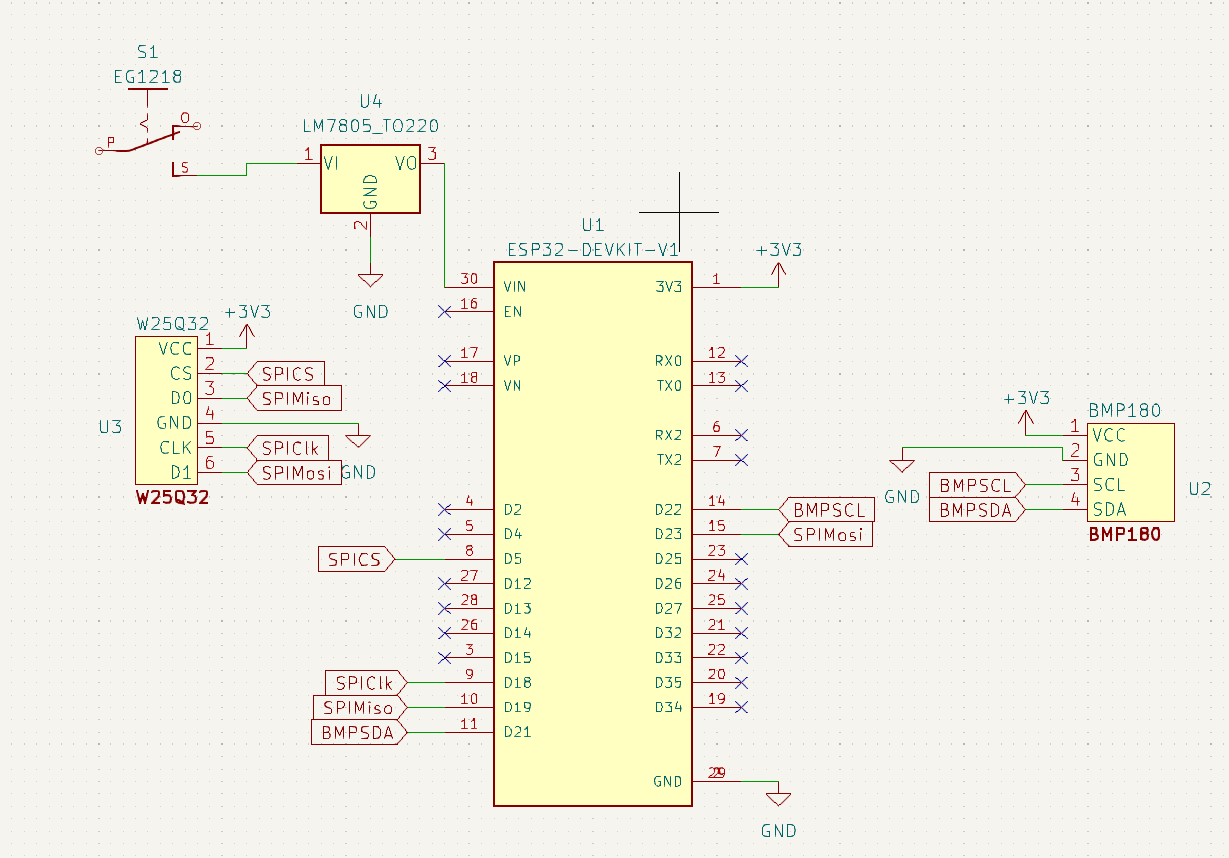 S1
EG1218
O
P
S
U4
LM7805_TO220
1 VI VO 3
GND
2
GND
U1
ESP32-DEVKIT-V1
+3V3
30 VIN 3V3 1
16 EN
17 VP RX0 12
18 VN TX0 13
RX2 6
TX2 7
4 D2 D22 14 BMPSCL
5 D4 D23 15 SPIMosi
SPICS 8 D5 D25 23
27 D12 D26 24
28 D13 D27 25
26 D14 D32 21
3 D15 D33 22
SPIClk 9 D18 D35 20
SPIMiso 10 D19 D34 19
BMPSDA 11 D21
GND
GND
W25Q32
+3V3
VCC 1
CS 2 SPICS
DO 3 SPIMiso
U3
GND 4
CLK 5 SPIClk
D1 6 SPIMosi
GND
W25Q32
+3V3
BMP180
1 VCC
2 GND
GND
BMPSCL 3 SCL
BMPSDA 4 SDA
U2
BMP180